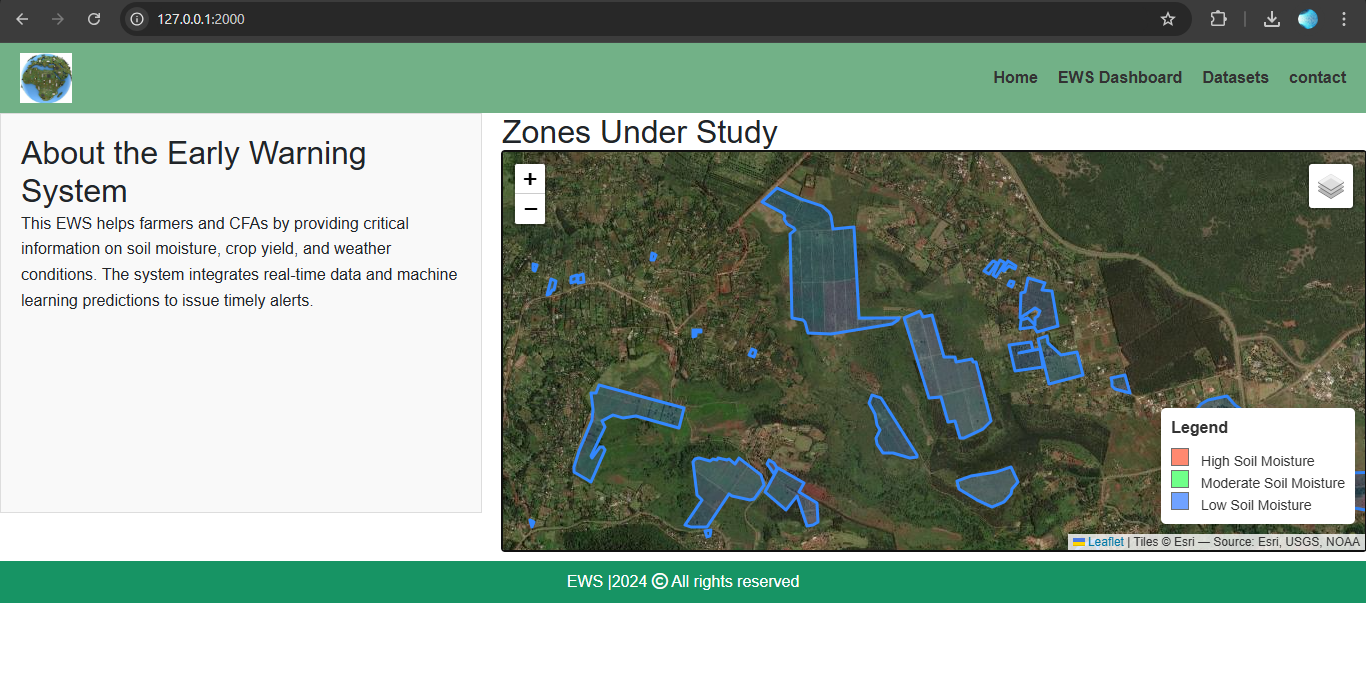 127.0.0.1:2000
Home EWS Dashboard Datasets contact
About the Early Warning
System
This EWS helps farmers and CFAs by providing critical
information on soil moisture, crop yield, and weather
conditions. The system integrates real-time data and machine
learning predictions to issue timely alerts.
Zones Under Study
+
−
Legend
High Soil Moisture
Moderate Soil Moisture
Low Soil Moisture
Leaflet | Tiles © Esri — Source: Esri, USGS, NOAA
EWS |2024 © All rights reserved